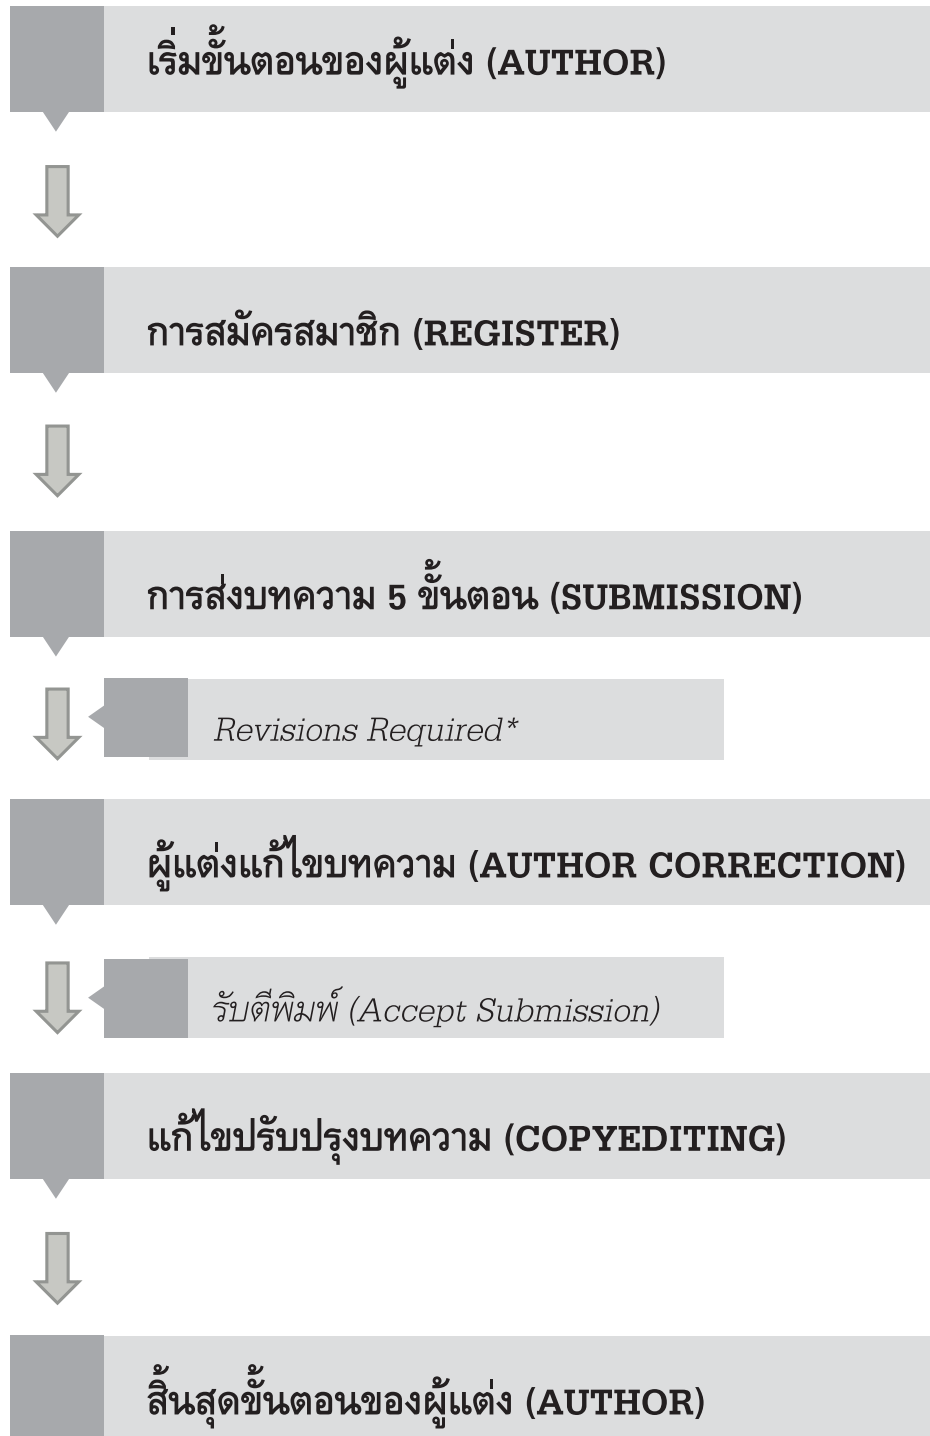 เริ่มขั้นตอนของผู้แต่ง (AUTHOR)
การสมัครสมาชิก (REGISTER)
การส่งบทความ 5 ขั้นตอน (SUBMISSION)
Revisions Required*
ผู้แต่งแก้ไขบทความ (AUTHOR CORRECTION)
รับตีพิมพ์ (Accept Submission)
แก้ไขปรับปรุงบทความ (COPYEDITING)
สิ้นสุดขั้นตอนของผู้แต่ง (AUTHOR)